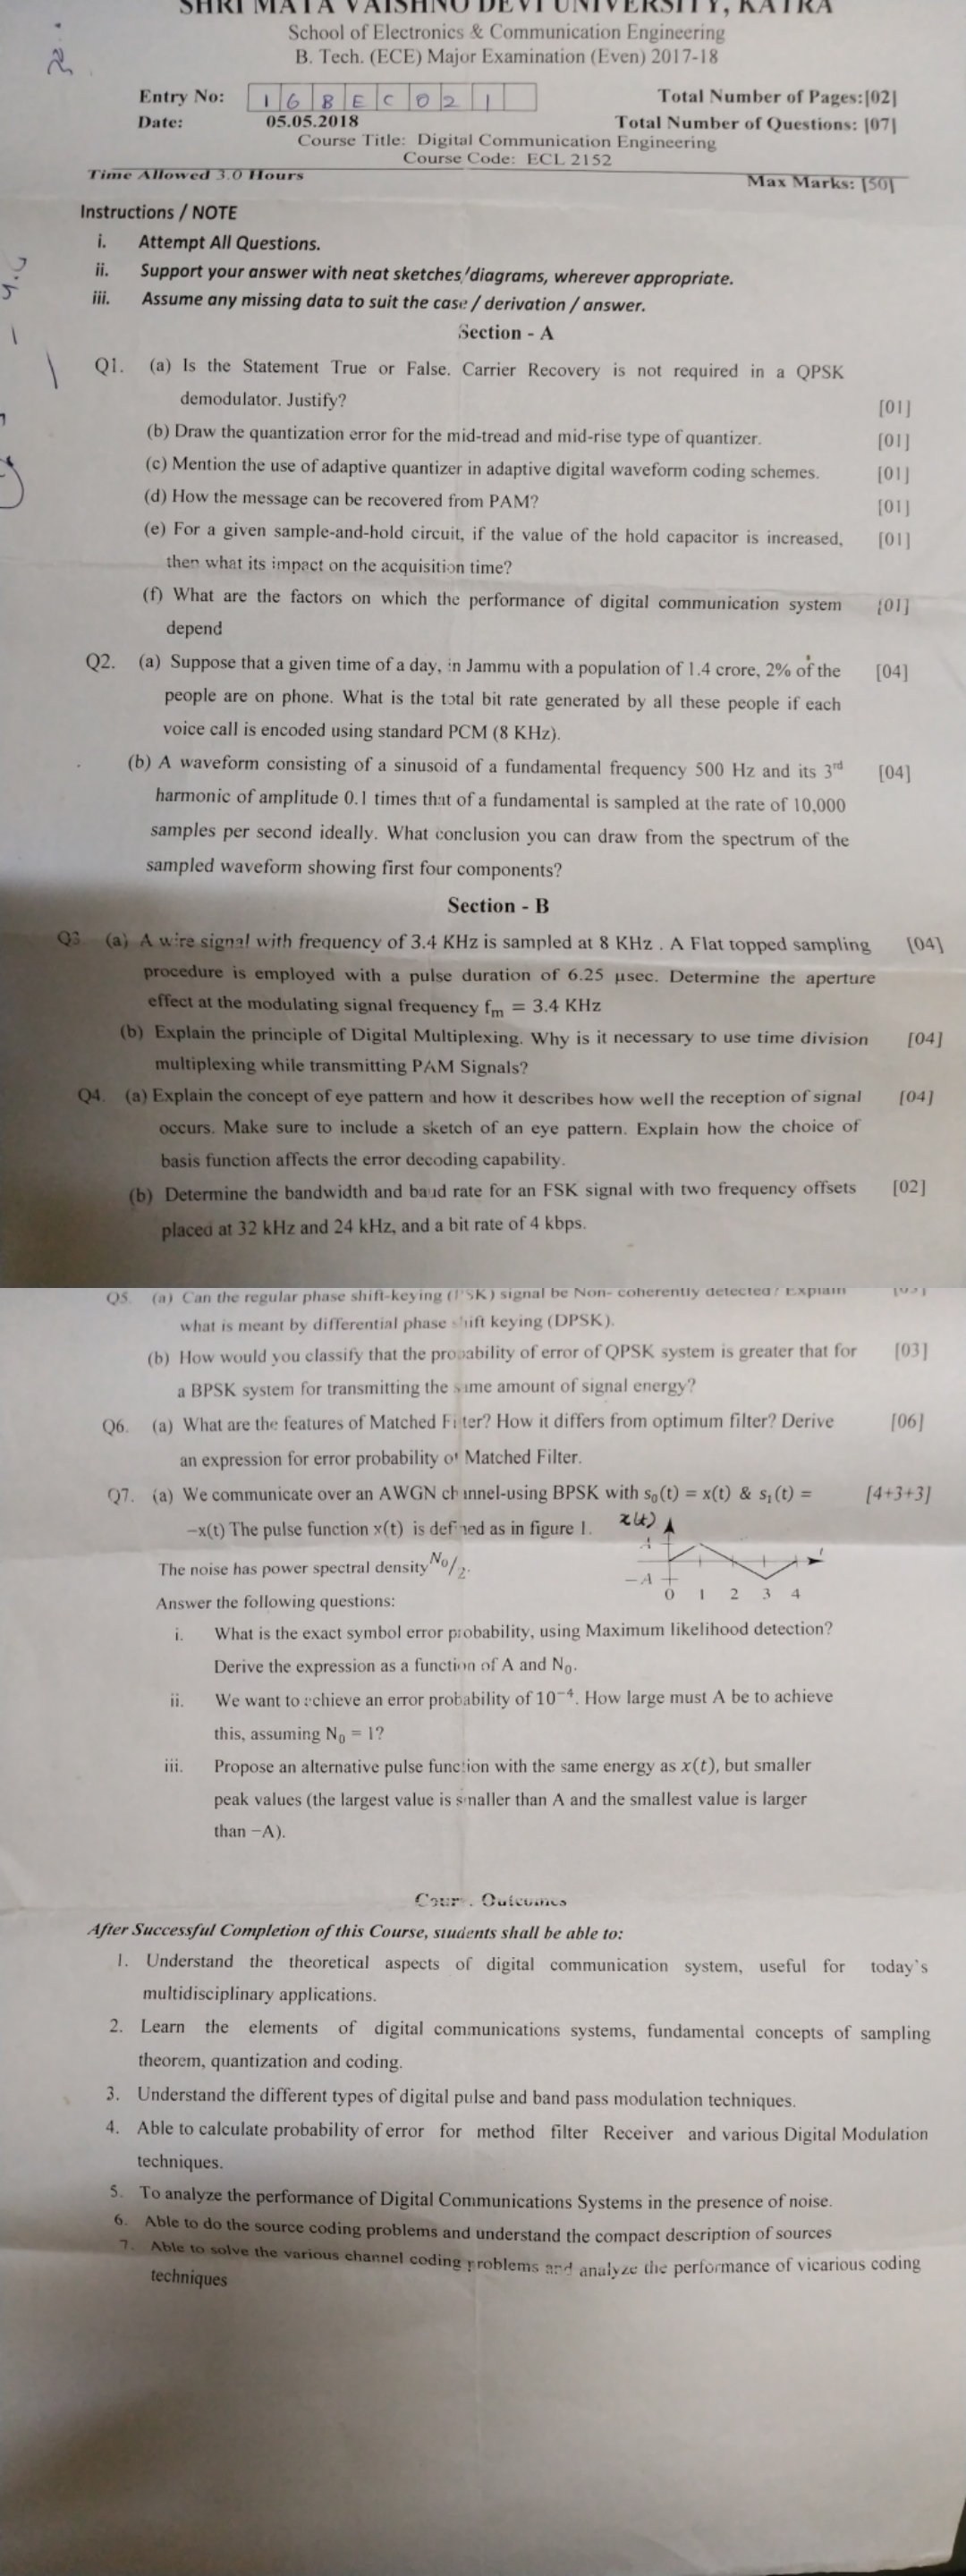 SHRI MATA VAISHNO DEVI UNIVERSITY, KATRA
School of Electronics & Communication Engineering
B. Tech. (ECE) Major Examination (Even) 2017-18
Entry No: 16BEC021 Total Number of Pages:[02]
Date: 05.05.2018 Total Number of Questions: [07]
Course Title: Digital Communication Engineering
Course Code: ECL 2152
Time Allowed 3.0 Hours Max Marks: [50]
Instructions / NOTE
i. Attempt All Questions.
ii. Support your answer with neat sketches/diagrams, wherever appropriate.
iii. Assume any missing data to suit the case / derivation / answer.
Section - A
Q1. (a) Is the Statement True or False. Carrier Recovery is not required in a QPSK
demodulator. Justify? [01]
(b) Draw the quantization error for the mid-tread and mid-rise type of quantizer. [01]
(c) Mention the use of adaptive quantizer in adaptive digital waveform coding schemes. [01]
(d) How the message can be recovered from PAM? [01]
(e) For a given sample-and-hold circuit, if the value of the hold capacitor is increased, [01]
then what its impact on the acquisition time?
(f) What are the factors on which the performance of digital communication system [01]
depend
Q2. (a) Suppose that a given time of a day, in Jammu with a population of 1.4 crore, 2% of the [04]
people are on phone. What is the total bit rate generated by all these people if each
voice call is encoded using standard PCM (8 KHz).
(b) A waveform consisting of a sinusoid of a fundamental frequency 500 Hz and its 3rd [04]
harmonic of amplitude 0.1 times that of a fundamental is sampled at the rate of 10,000
samples per second ideally. What conclusion you can draw from the spectrum of the
sampled waveform showing first four components?
Section - B
Q3 (a) A wire signal with frequency of 3.4 KHz is sampled at 8 KHz . A Flat topped sampling [04]
procedure is employed with a pulse duration of 6.25 µsec. Determine the aperture
effect at the modulating signal frequency fm = 3.4 KHz
(b) Explain the principle of Digital Multiplexing. Why is it necessary to use time division [04]
multiplexing while transmitting PAM Signals?
Q4. (a) Explain the concept of eye pattern and how it describes how well the reception of signal [04]
occurs. Make sure to include a sketch of an eye pattern. Explain how the choice of
basis function affects the error decoding capability.
(b) Determine the bandwidth and baud rate for an FSK signal with two frequency offsets [02]
placed at 32 kHz and 24 kHz, and a bit rate of 4 kbps.
Q5. (a) Can the regular phase shift-keying (PSK) signal be Non- coherently detected? Explain
what is meant by differential phase shift keying (DPSK).
(b) How would you classify that the probability of error of QPSK system is greater that for [03]
a BPSK system for transmitting the same amount of signal energy?
Q6. (a) What are the features of Matched Filter? How it differs from optimum filter? Derive [06]
an expression for error probability of Matched Filter.
Q7. (a) We communicate over an AWGN channel-using BPSK with s0(t) = x(t) & s1(t) = [4+3+3]
−x(t) The pulse function x(t) is defined as in figure 1. x(t)
A
The noise has power spectral density N0/2. t
−A
0 1 2 3 4
Answer the following questions:
i. What is the exact symbol error probability, using Maximum likelihood detection?
Derive the expression as a function of A and N0.
ii. We want to achieve an error probability of 10−4. How large must A be to achieve
this, assuming N0 = 1?
iii. Propose an alternative pulse function with the same energy as x(t), but smaller
peak values (the largest value is smaller than A and the smallest value is larger
than −A).
Course Outcomes
After Successful Completion of this Course, students shall be able to:
1. Understand the theoretical aspects of digital communication system, useful for today's
multidisciplinary applications.
2. Learn the elements of digital communications systems, fundamental concepts of sampling
theorem, quantization and coding.
3. Understand the different types of digital pulse and band pass modulation techniques.
4. Able to calculate probability of error for method filter Receiver and various Digital Modulation
techniques.
5. To analyze the performance of Digital Communications Systems in the presence of noise.
6. Able to do the source coding problems and understand the compact description of sources
7. Able to solve the various channel coding problems and analyze the performance of vicarious coding
techniques